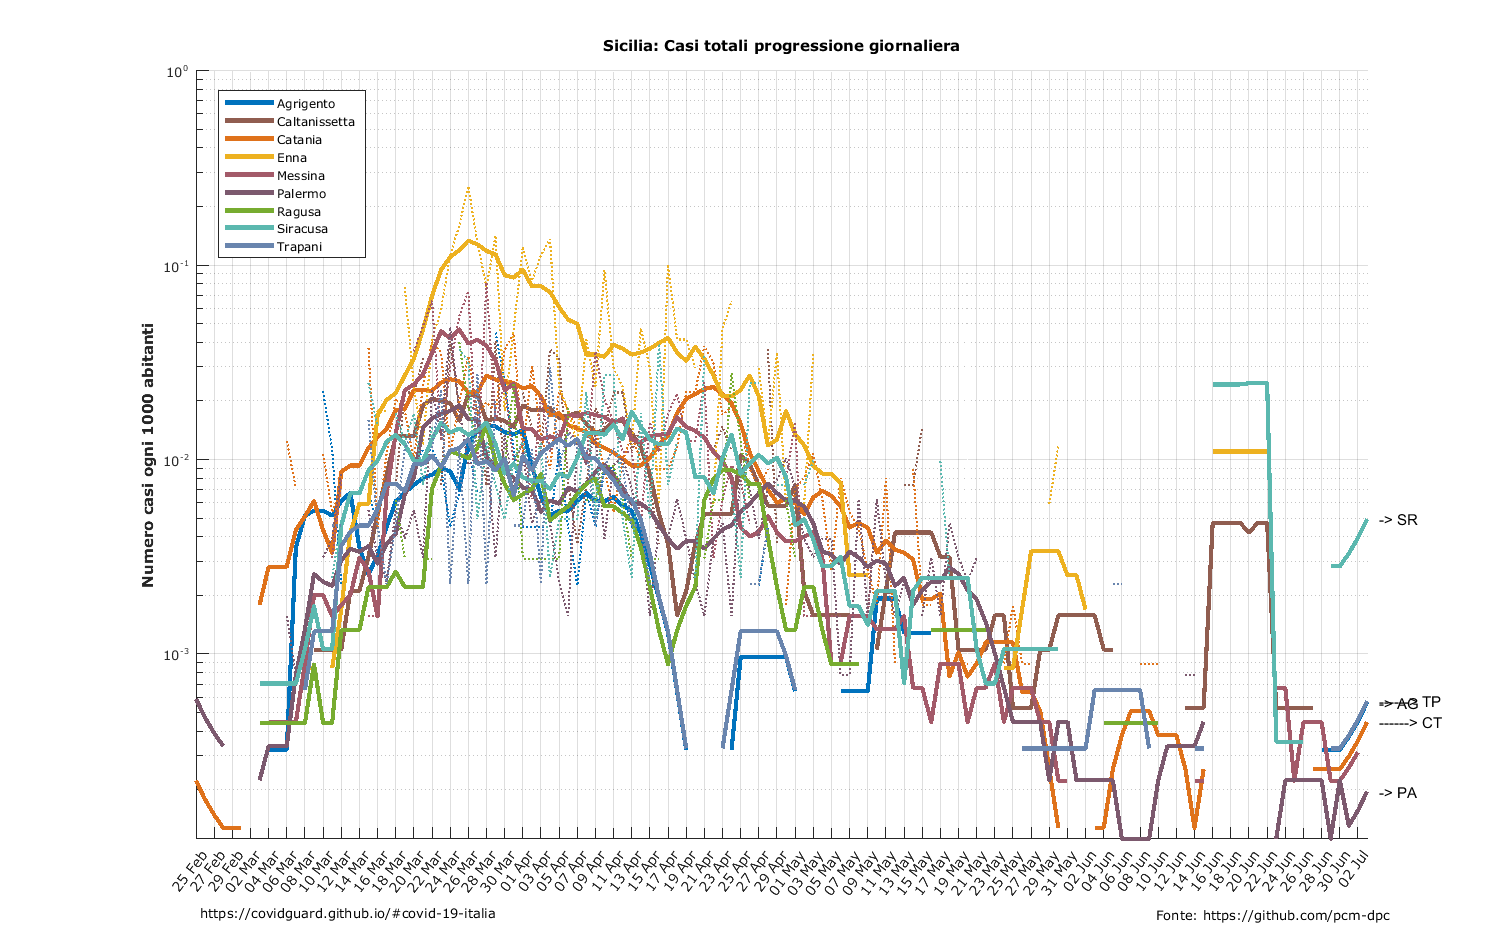 Sicilia: Casi totali progressione giornaliera
Numero casi ogni 1000 abitanti
10^0
10^-1
10^-2
10^-3
Agrigento
Caltanissetta
Catania
Enna
Messina
Palermo
Ragusa
Siracusa
Trapani
-> SR
-----> TP
-> AG
------> CT
-> PA
25 Feb
27 Feb
29 Feb
02 Mar
04 Mar
06 Mar
08 Mar
10 Mar
12 Mar
14 Mar
16 Mar
18 Mar
20 Mar
22 Mar
24 Mar
26 Mar
28 Mar
30 Mar
01 Apr
03 Apr
05 Apr
07 Apr
09 Apr
11 Apr
13 Apr
15 Apr
17 Apr
19 Apr
21 Apr
23 Apr
25 Apr
27 Apr
29 Apr
01 May
03 May
05 May
07 May
09 May
11 May
13 May
15 May
17 May
19 May
21 May
23 May
25 May
27 May
29 May
31 May
02 Jun
04 Jun
06 Jun
08 Jun
10 Jun
12 Jun
14 Jun
16 Jun
18 Jun
20 Jun
22 Jun
24 Jun
26 Jun
28 Jun
30 Jun
02 Jul
https://covidguard.github.io/#covid-19-italia
Fonte: https://github.com/pcm-dpc